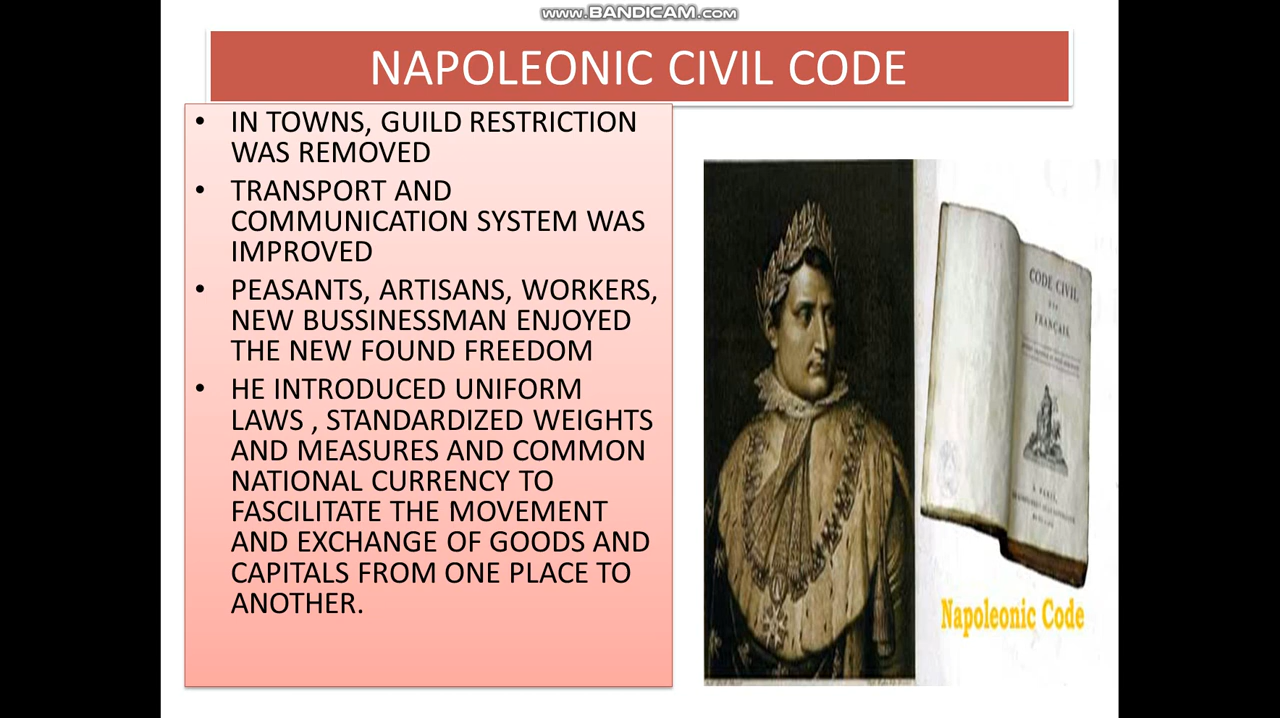 www.BANDICAM.com
NAPOLEONIC CIVIL CODE
• IN TOWNS, GUILD RESTRICTION
WAS REMOVED
• TRANSPORT AND
COMMUNICATION SYSTEM WAS
IMPROVED
• PEASANTS, ARTISANS, WORKERS,
NEW BUSSINESSMAN ENJOYED
THE NEW FOUND FREEDOM
• HE INTRODUCED UNIFORM
LAWS , STANDARDIZED WEIGHTS
AND MEASURES AND COMMON
NATIONAL CURRENCY TO
FASCILITATE THE MOVEMENT
AND EXCHANGE OF GOODS AND
CAPITALS FROM ONE PLACE TO
ANOTHER.
CODE CIVIL
FRANÇAIS.
A PARIS,
Napoleonic Code